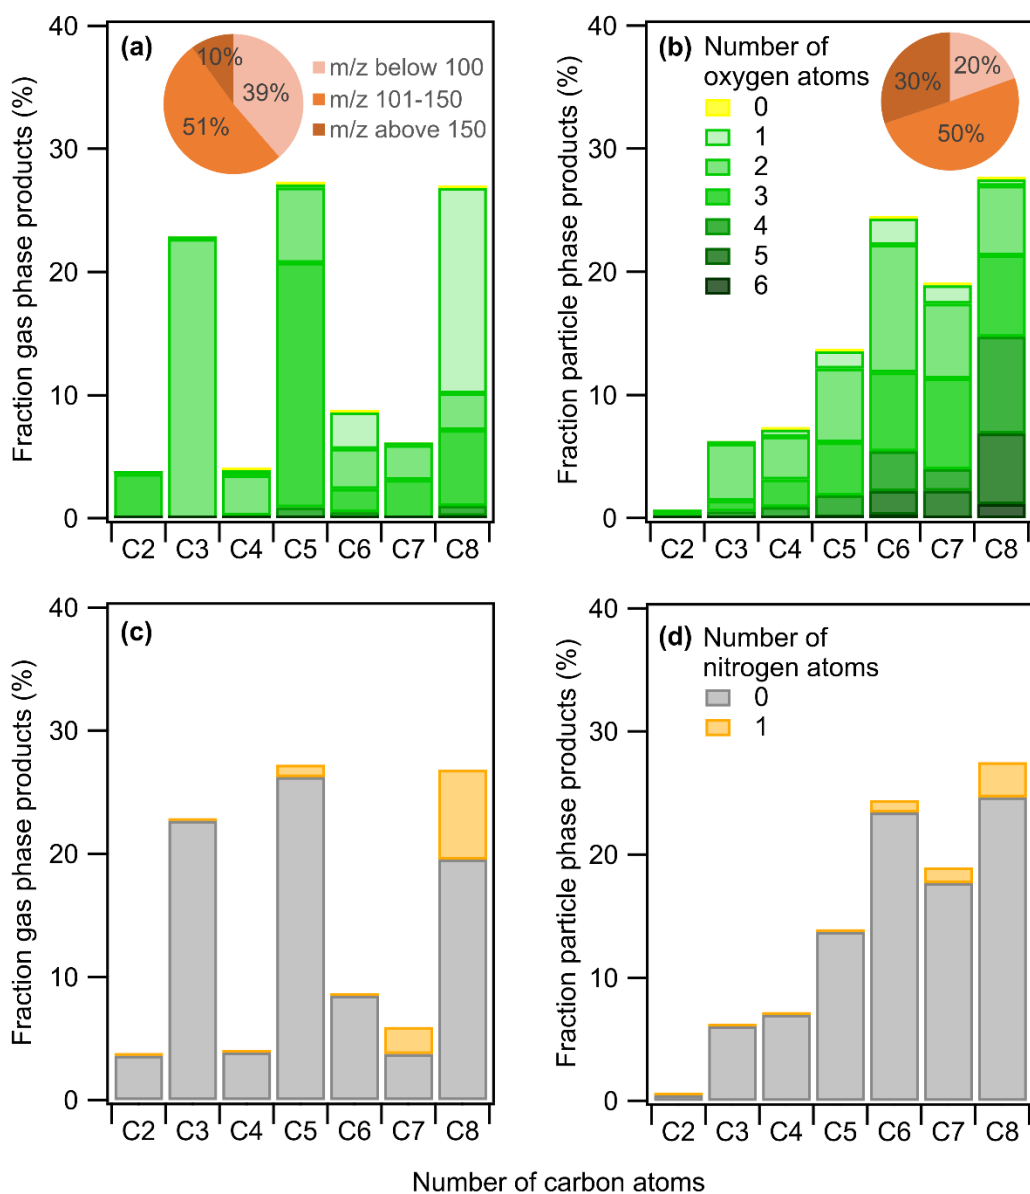 (a)
10%
39%
51%
m/z below 100
m/z 101-150
m/z above 150
Fraction gas phase products (%)
40
30
20
10
0
C2 C3 C4 C5 C6 C7 C8
(b)
Number of
oxygen atoms
0
1
2
3
4
5
6
20%
30%
50%
Fraction particle phase products (%)
40
30
20
10
0
C2 C3 C4 C5 C6 C7 C8
(c)
Fraction gas phase products (%)
40
30
20
10
0
C2 C3 C4 C5 C6 C7 C8
(d)
Number of
nitrogen atoms
0
1
Fraction particle phase products (%)
40
30
20
10
0
C2 C3 C4 C5 C6 C7 C8
Number of carbon atoms